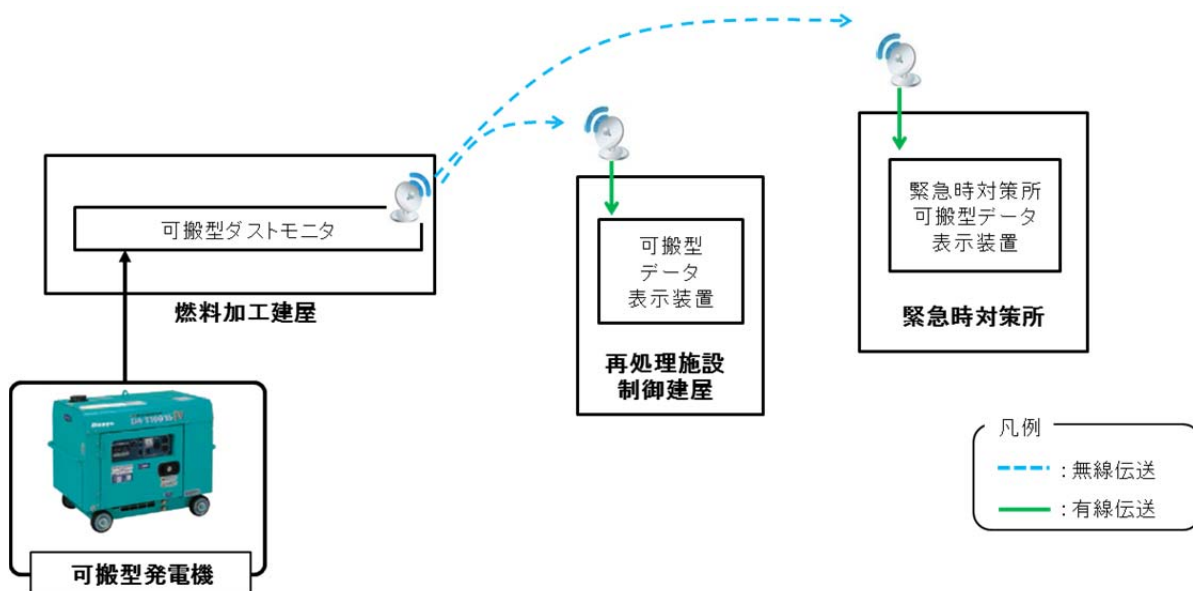 可搬型ダストモニタ
燃料加工建屋
可搬型
データ
表示装置
再処理施設
制御建屋
緊急時対策所
可搬型データ
表示装置
緊急時対策所
可搬型発電機
凡例
:無線伝送
:有線伝送